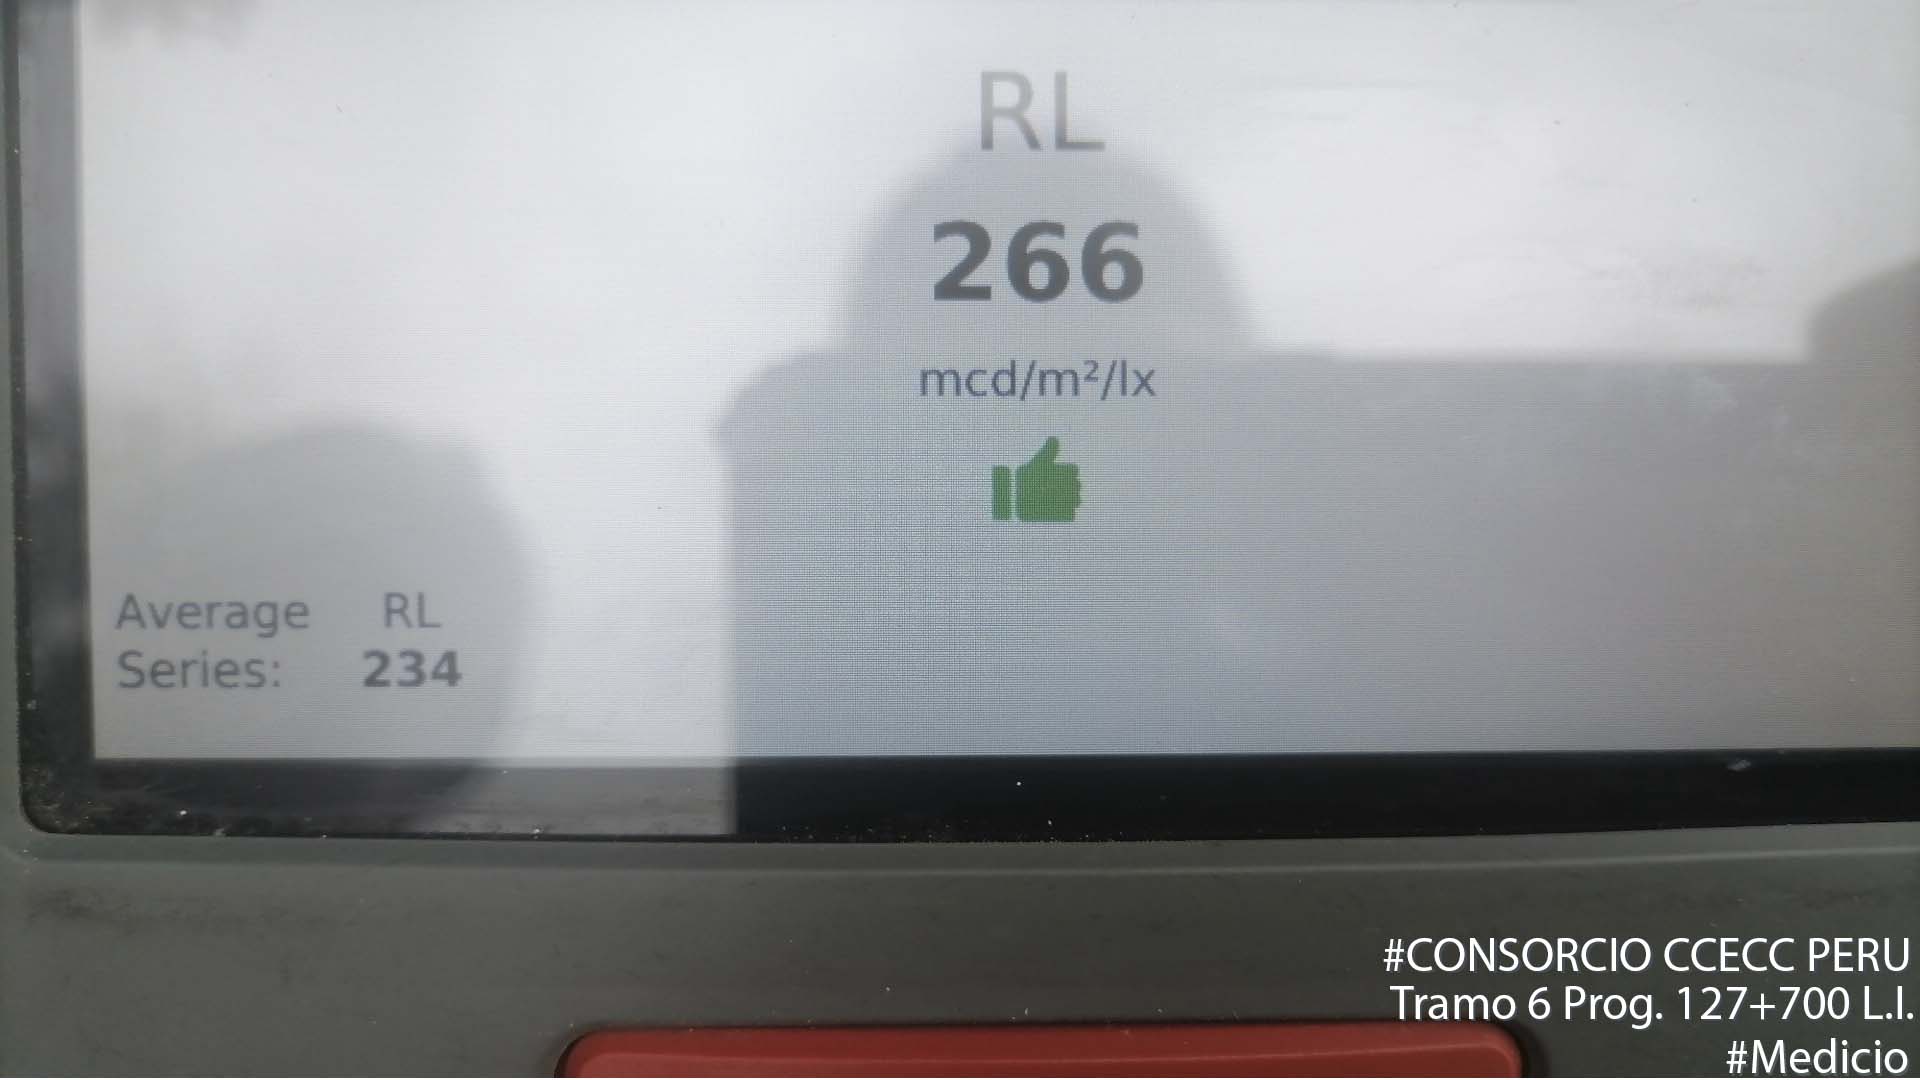 RL
266
mcd/m²/lx
Average RL
Series: 234
#CONSORCIO CCECC PERU
Tramo 6 Prog. 127+700 L.I.
#Medicio